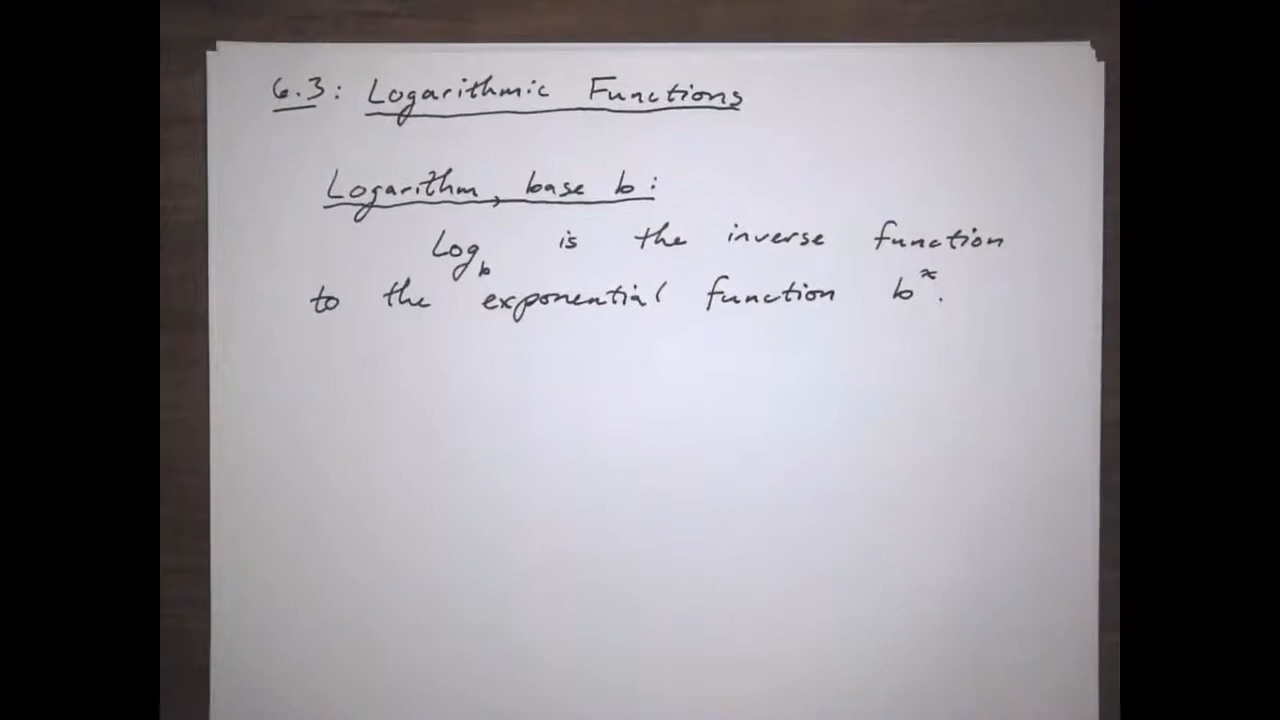 6.3: Logarithmic Functions
Logarithm, base b:
Log_b is the inverse function
to the exponential function b^x.